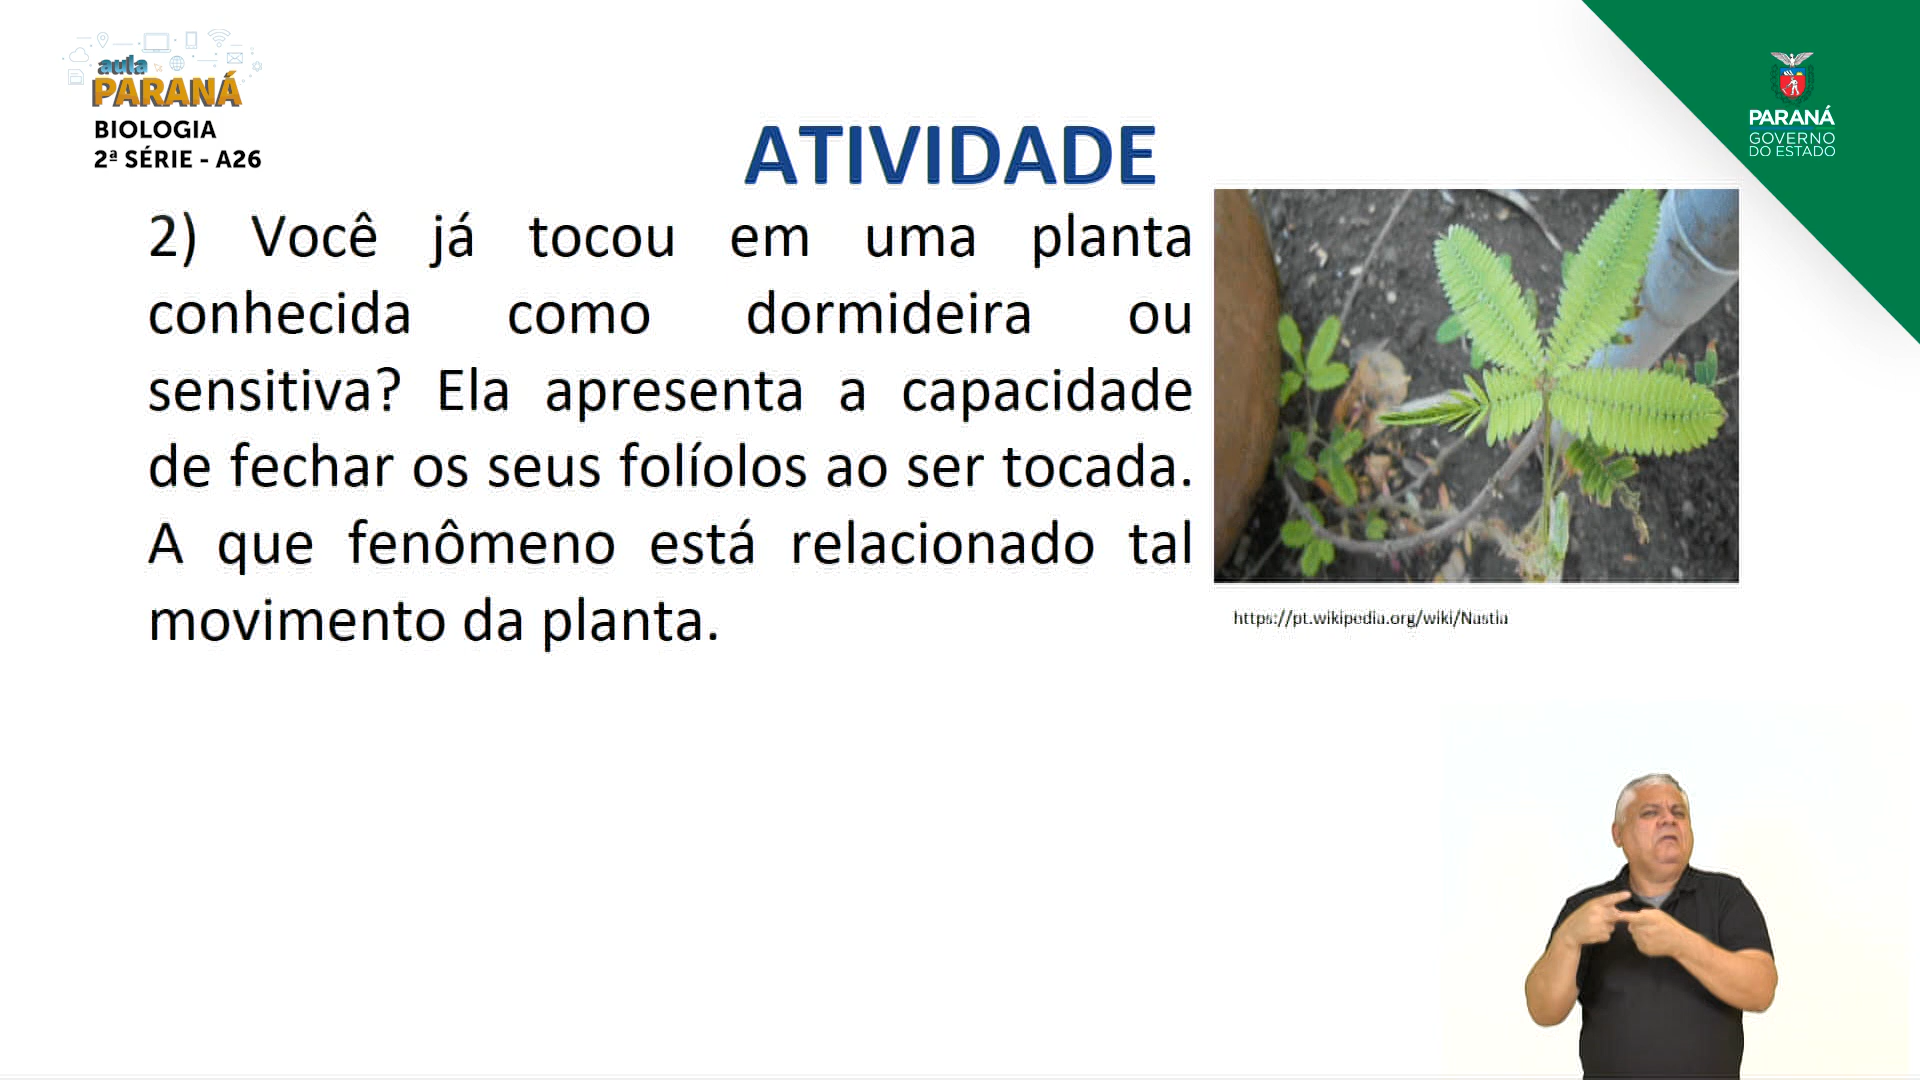 aula
PARANÁ
BIOLOGIA
2ª SÉRIE - A26
PARANÁ
GOVERNO
DO ESTADO
ATIVIDADE
2) Você já tocou em uma planta
conhecida como dormideira ou
sensitiva? Ela apresenta a capacidade
de fechar os seus folíolos ao ser tocada.
A que fenômeno está relacionado tal
movimento da planta.
https://pt.wikipedia.org/wiki/Nastia